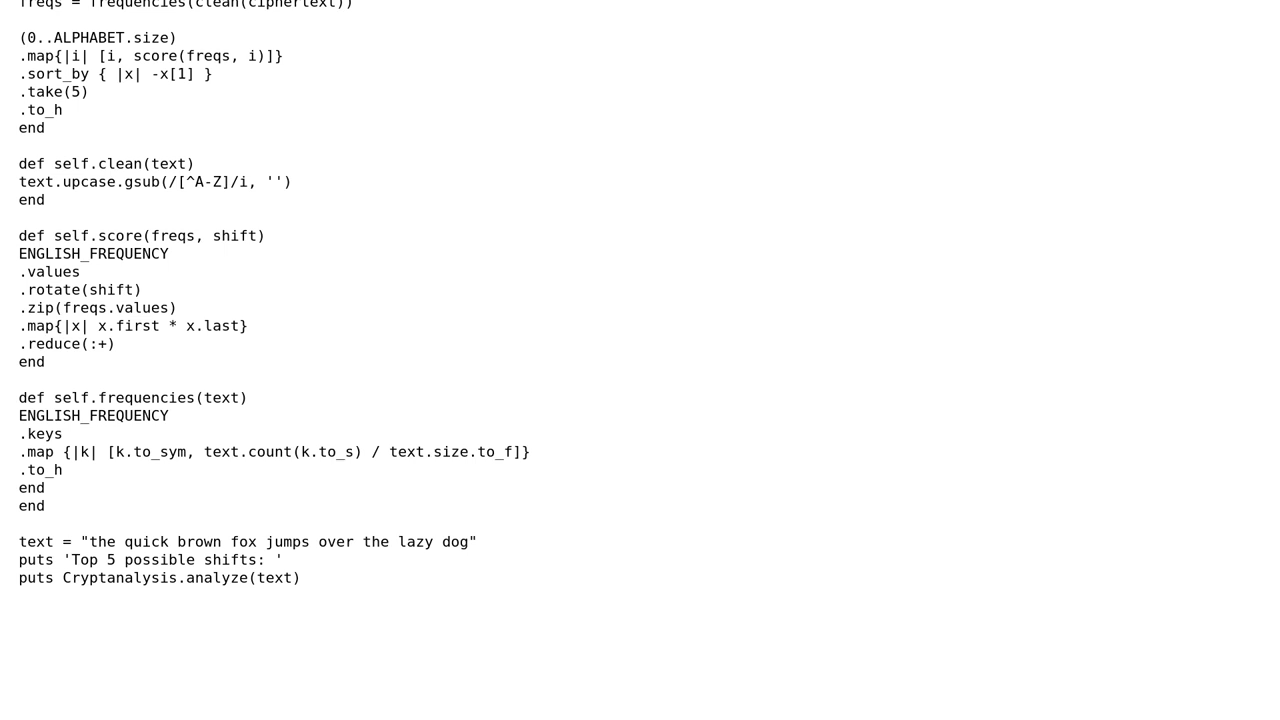 freqs = frequencies(clean(ciphertext))
(0..ALPHABET.size)
.map{|i| [i, score(freqs, i)]}
.sort_by { |x| -x[1] }
.take(5)
.to_h
end
def self.clean(text)
text.upcase.gsub(/[^A-Z]/i, '')
end
def self.score(freqs, shift)
ENGLISH_FREQUENCY
.values
.rotate(shift)
.zip(freqs.values)
.map{|x| x.first * x.last}
.reduce(:+)
end
def self.frequencies(text)
ENGLISH_FREQUENCY
.keys
.map {|k| [k.to_sym, text.count(k.to_s) / text.size.to_f]}
.to_h
end
end
text = "the quick brown fox jumps over the lazy dog"
puts 'Top 5 possible shifts: '
puts Cryptanalysis.analyze(text)